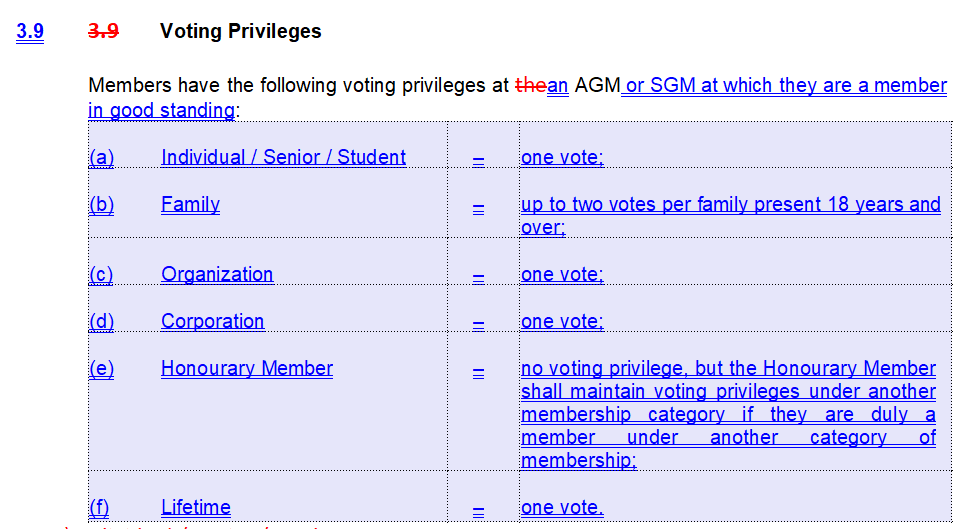 3.9 3.9 Voting Privileges
Members have the following voting privileges at thean AGM or SGM at which they are a member
in good standing:
(a) Individual / Senior / Student – one vote;
(b) Family – up to two votes per family present 18 years and
over;
(c) Organization – one vote;
(d) Corporation – one vote;
(e) Honourary Member – no voting privilege, but the Honourary Member
shall maintain voting privileges under another
membership category if they are duly a
member under another category of
membership;
(f) Lifetime – one vote.